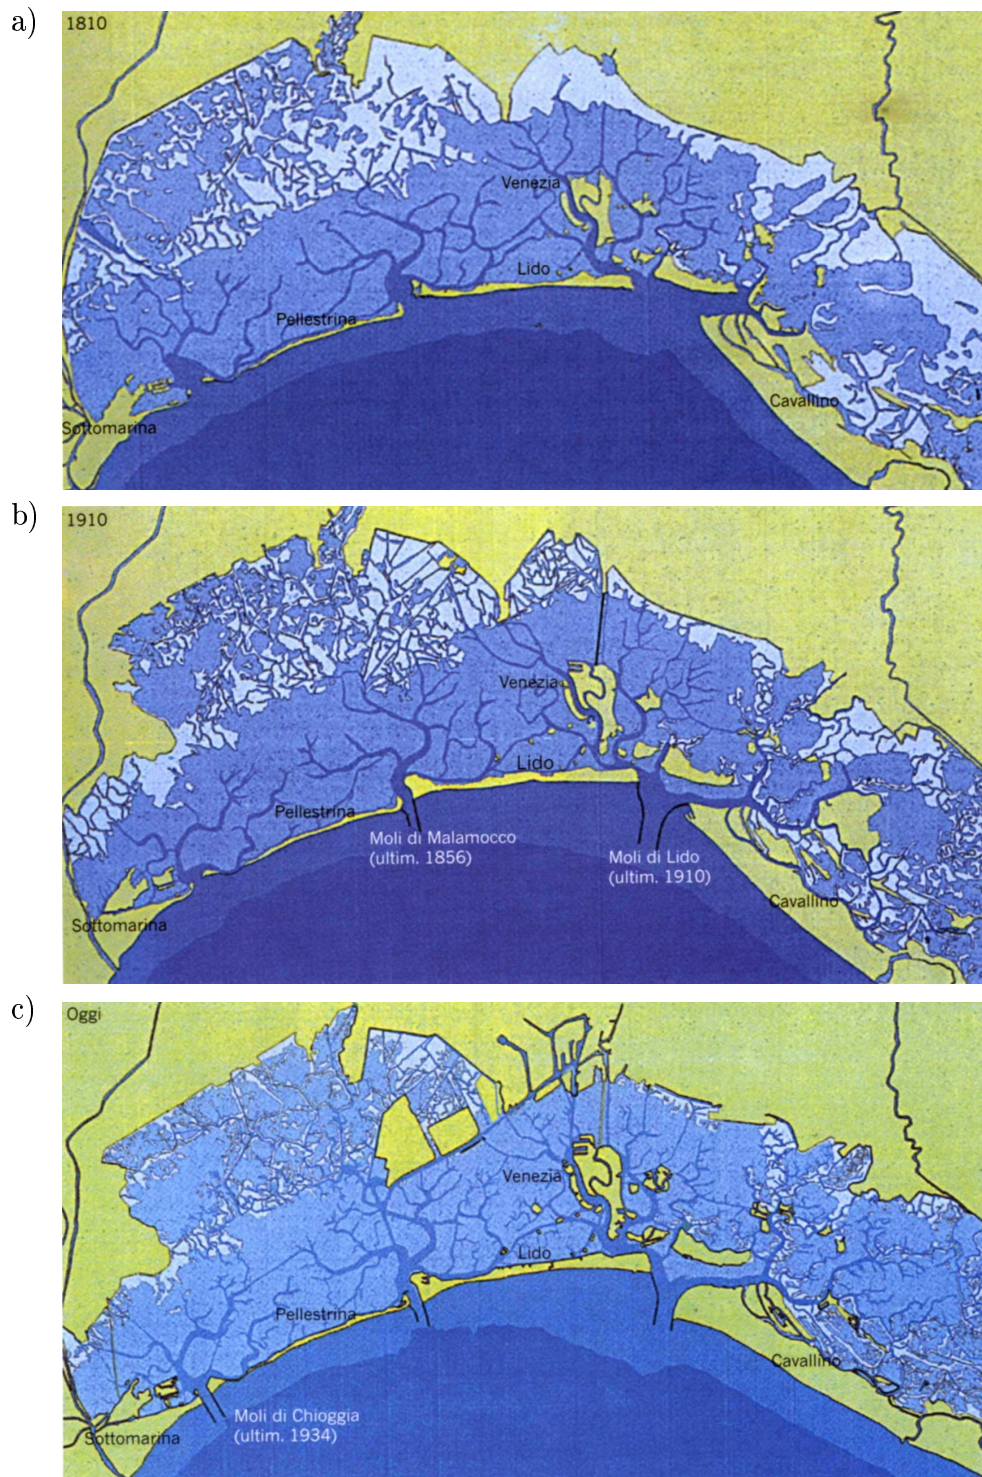 a)
1810
Venezia
Lido
Pellestrina
Cavallino
Sottomarina
b)
1910
Venezia
Lido
Pellestrina
Moli di Malamocco
(ultim. 1856)
Moli di Lido
(ultim. 1910)
Cavallino
Sottomarina
c)
Oggi
Venezia
Lido
Pellestrina
Cavallino
Moli di Chioggia
(ultim. 1934)
Sottomarina